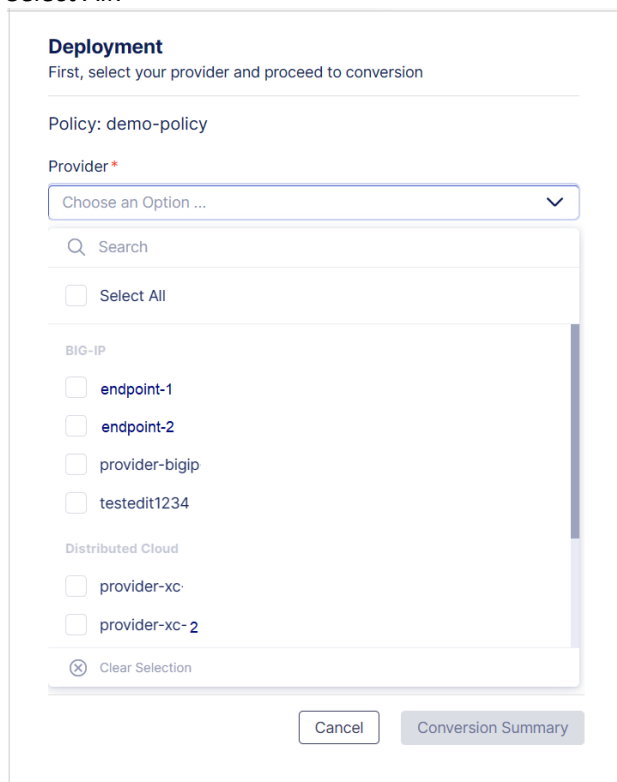 Deployment
First, select your provider and proceed to conversion
Policy: demo-policy
Provider*
Choose an Option ...
Search
Select All
BIG-IP
endpoint-1
endpoint-2
provider-bigip
testedit1234
Distributed Cloud
provider-xc
provider-xc-2
Clear Selection
Cancel
Conversion Summary